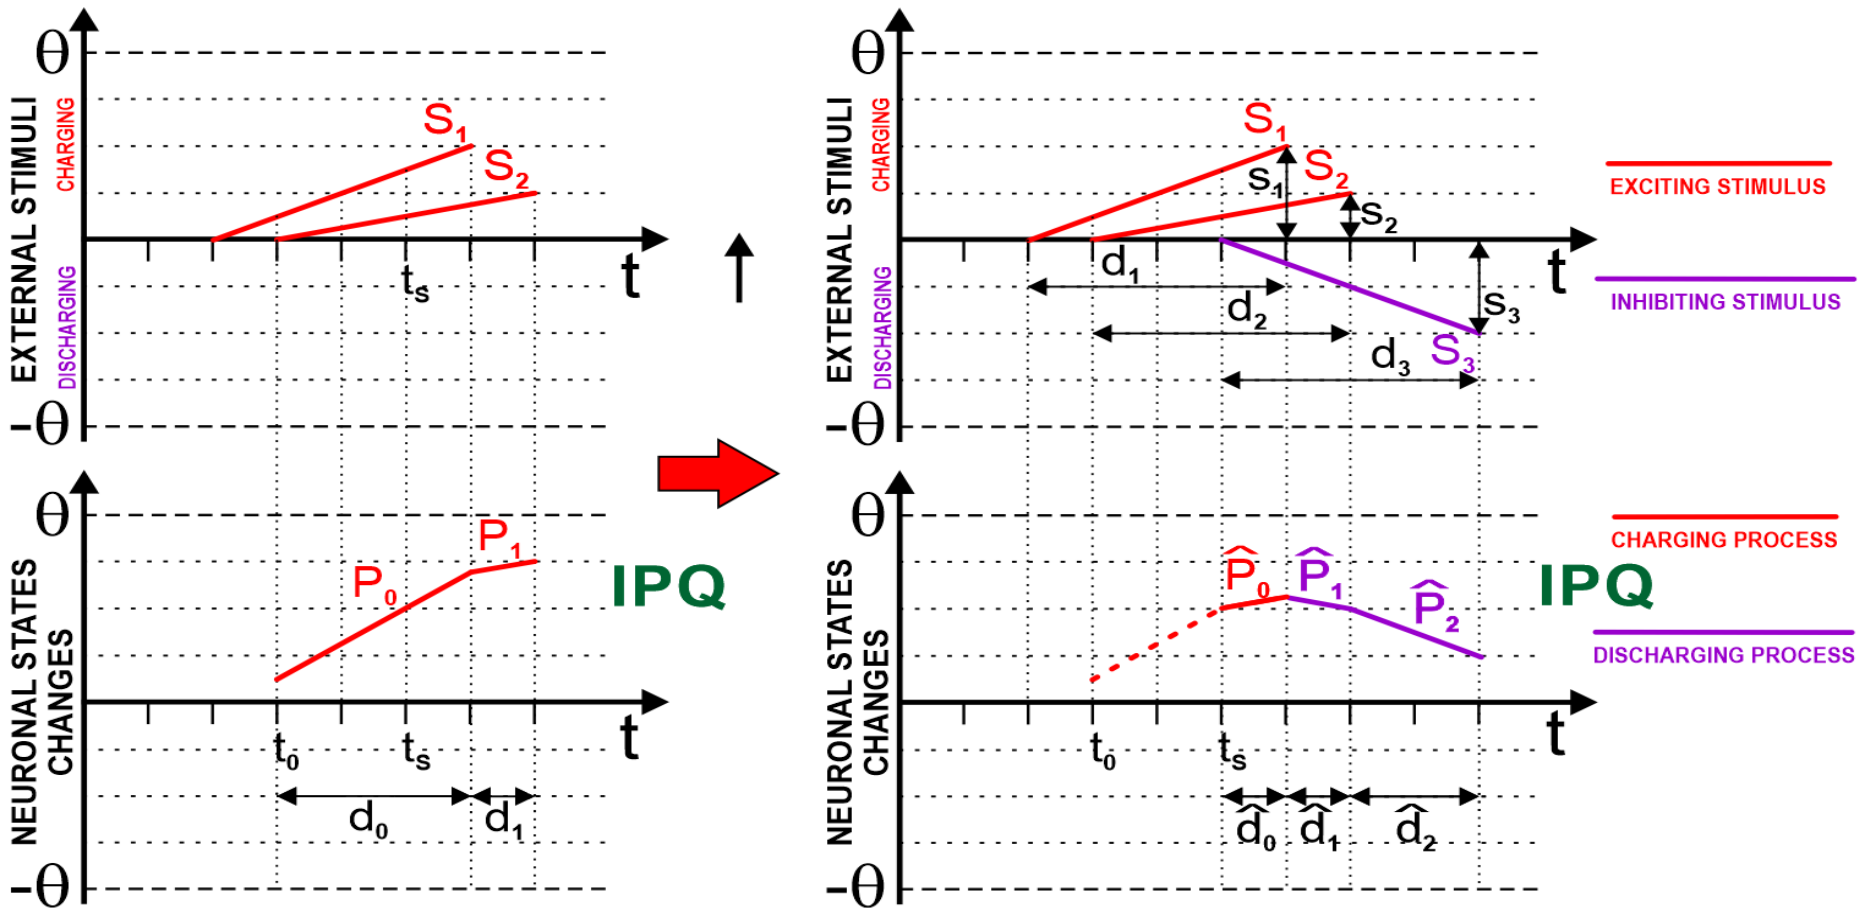 θ
EXTERNAL STIMULI
CHARGING
DISCHARGING
S1
S2
ts
t
-θ
θ
EXTERNAL STIMULI
CHARGING
DISCHARGING
S1
S2
s1
s2
d1
d2
s3
S3
d3
t
-θ
EXCITING STIMULUS
INHIBITING STIMULUS
θ
NEURONAL STATES
CHANGES
P0
P1
IPQ
t0
ts
t
d0
d1
-θ
θ
NEURONAL STATES
CHANGES
P̂0
P̂1
P̂2
IPQ
t0
ts
t
d̂0
d̂1
d̂2
-θ
CHARGING PROCESS
DISCHARGING PROCESS